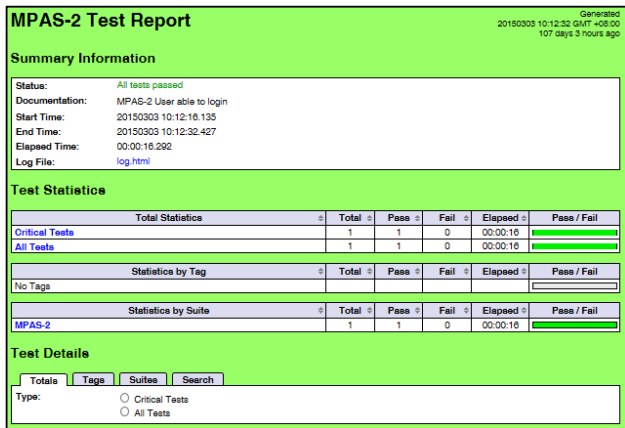 MPAS-2 Test Report
Generated
20150303 10:12:32 GMT +08:00
107 days 3 hours ago
Summary Information
Status: All tests passed
Documentation: MPAS-2 User able to login
Start Time: 20150303 10:12:16.135
End Time: 20150303 10:12:32.427
Elapsed Time: 00:00:16.292
Log File: log.html
Test Statistics
Total Statistics Total Pass Fail Elapsed Pass / Fail
Critical Tests 1 1 0 00:00:16
All Tests 1 1 0 00:00:16
Statistics by Tag Total Pass Fail Elapsed Pass / Fail
No Tags
Statistics by Suite Total Pass Fail Elapsed Pass / Fail
MPAS-2 1 1 0 00:00:16
Test Details
Totals Tags Suites Search
Type: Critical Tests
All Tests